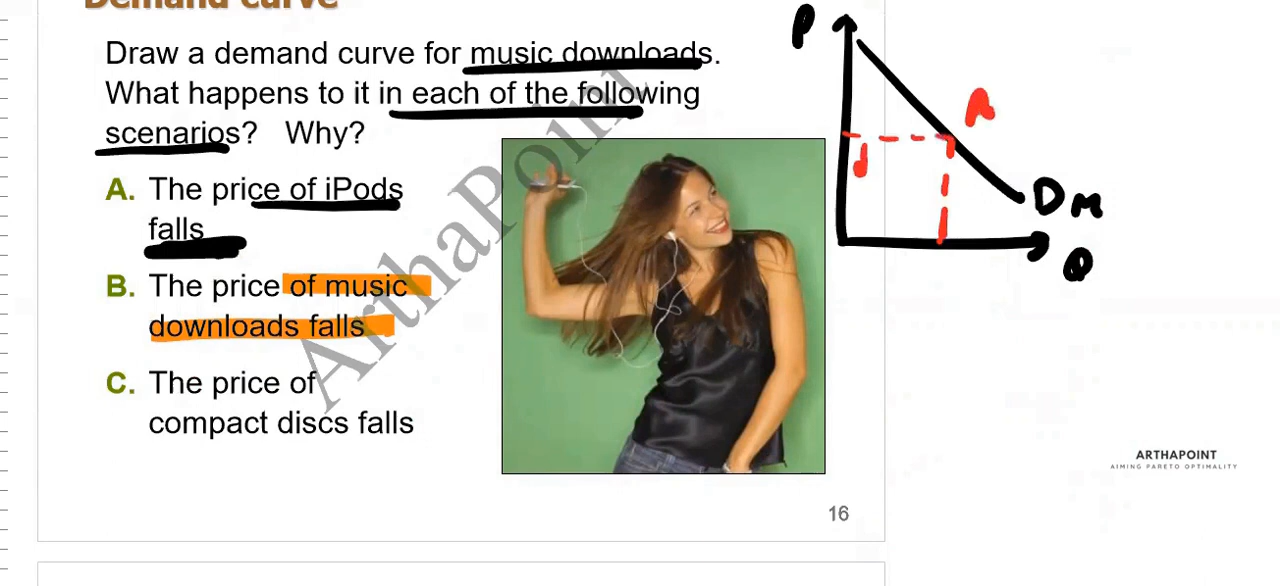 Demand curve
Draw a demand curve for music downloads.
What happens to it in each of the following
scenarios? Why?
A. The price of iPods
falls
B. The price of music
downloads falls
C. The price of
compact discs falls
ArthaPoint
16
P
A
D M
Q
ARTHAPOINT
AIMING PARETO OPTIMALITY